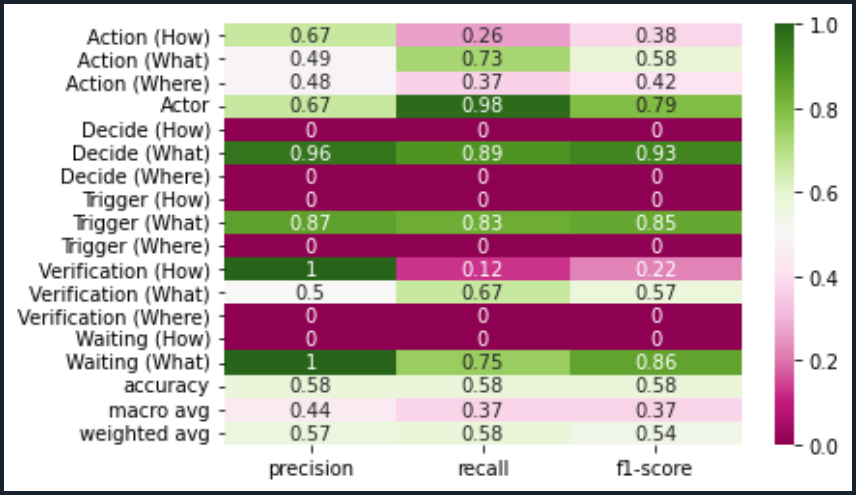 Action (How) 0.67 0.26 0.38
Action (What) 0.49 0.73 0.58
Action (Where) 0.48 0.37 0.42
Actor 0.67 0.98 0.79
Decide (How) 0 0 0
Decide (What) 0.96 0.89 0.93
Decide (Where) 0 0 0
Trigger (How) 0 0 0
Trigger (What) 0.87 0.83 0.85
Trigger (Where) 0 0 0
Verification (How) 1 0.12 0.22
Verification (What) 0.5 0.67 0.57
Verification (Where) 0 0 0
Waiting (How) 0 0 0
Waiting (What) 1 0.75 0.86
accuracy 0.58 0.58 0.58
macro avg 0.44 0.37 0.37
weighted avg 0.57 0.58 0.54
precision recall f1-score
1.0
0.8
0.6
0.4
0.2
0.0